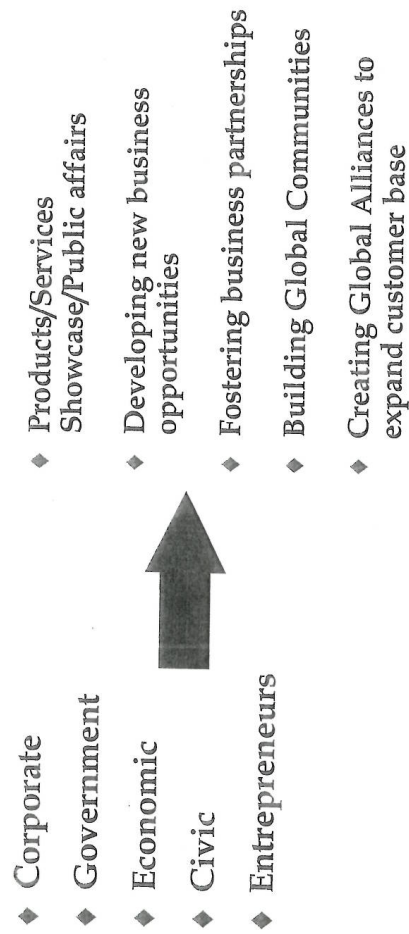 Corporate
Government
Economic
Civic
Entrepreneurs
Products/Services
Showcase/Public affairs
Developing new business
opportunities
Fostering business partnerships
Building Global Communities
Creating Global Alliances to
expand customer base